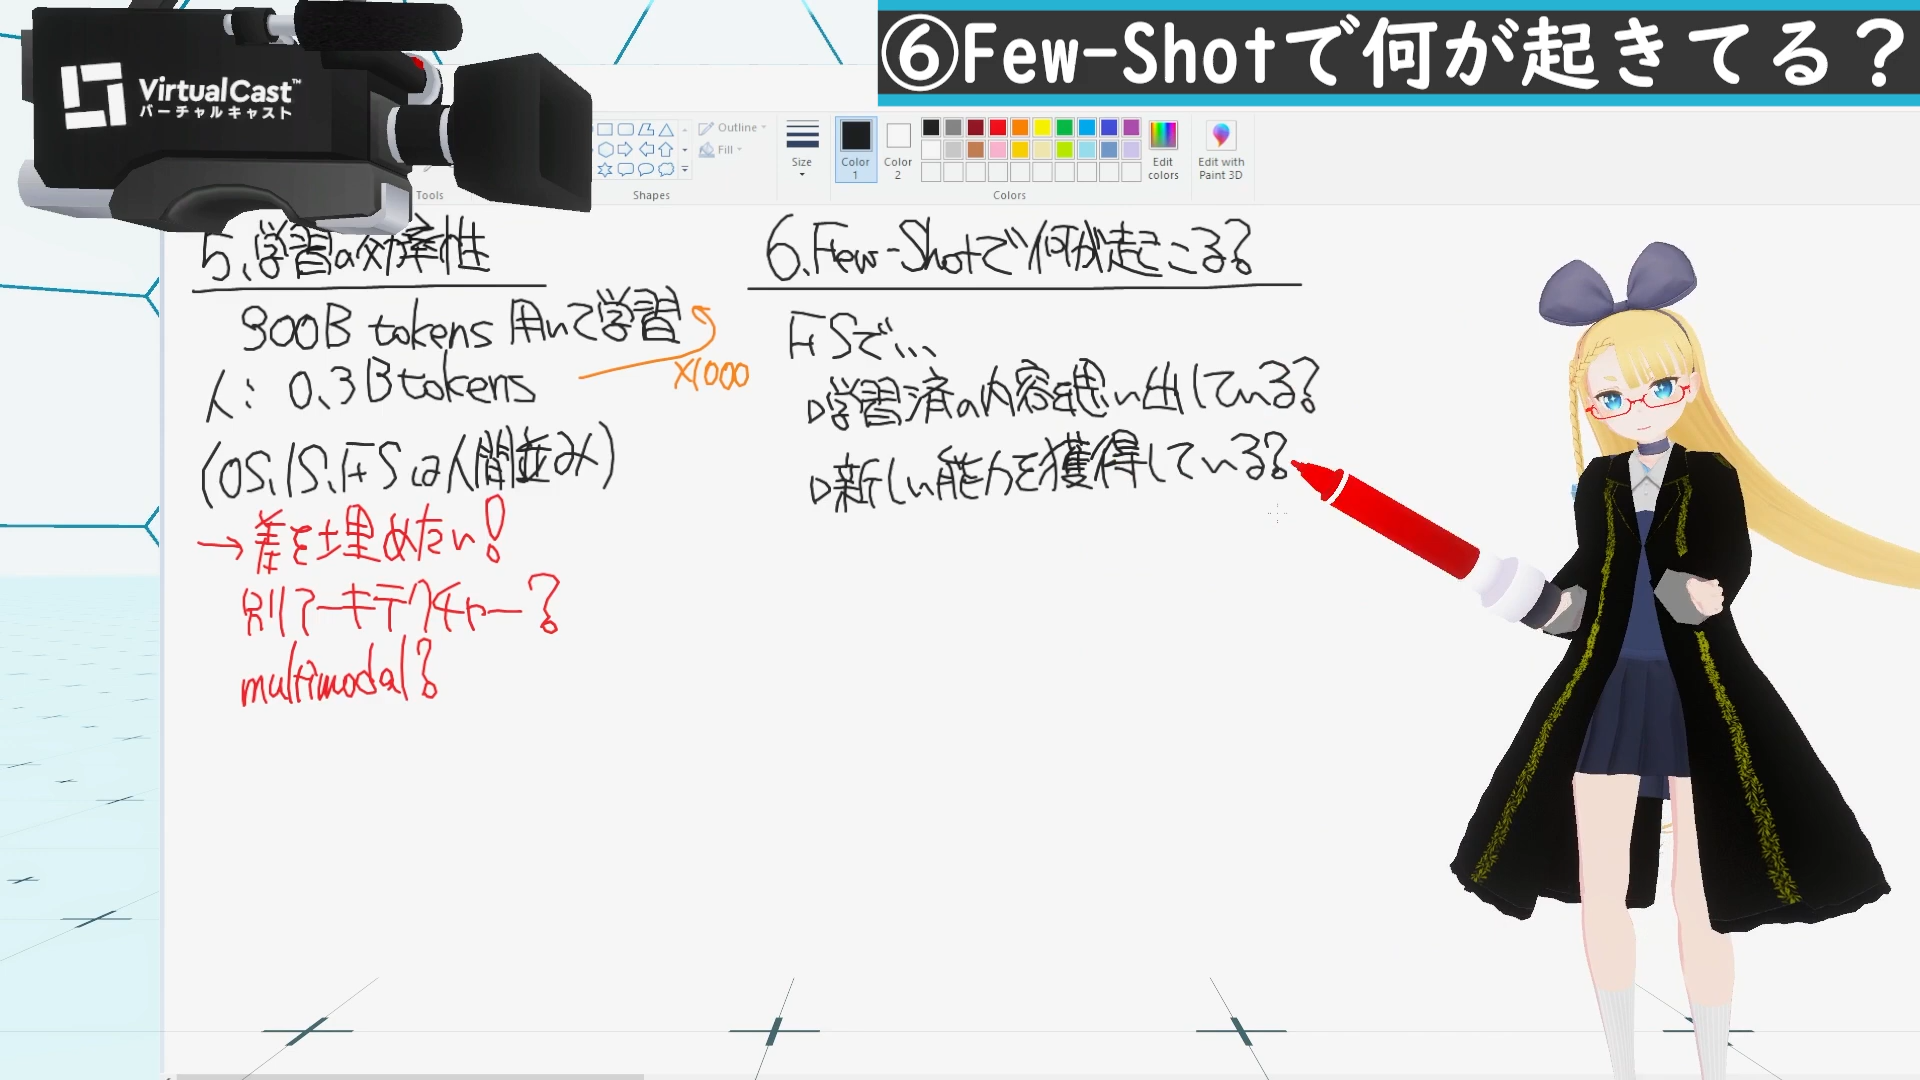 ⑥Few-Shotで何が起きてる？
VirtualCast™
バーチャルキャスト
Outline
Fill
Size
Color 1
Color 2
Edit colors
Edit with Paint 3D
Tools
Shapes
Colors
5.学習の効率性
300B tokens 用いて学習
×1000
人: 0.3B tokens
(0S,1S,FSは人間並み)
→差を埋めたい!
別アーキテクチャー?
multimodal?
6.Few-Shotで何が起こる?
FSで...
▷学習済の内容を思い出している?
▷新しい能力を獲得している?